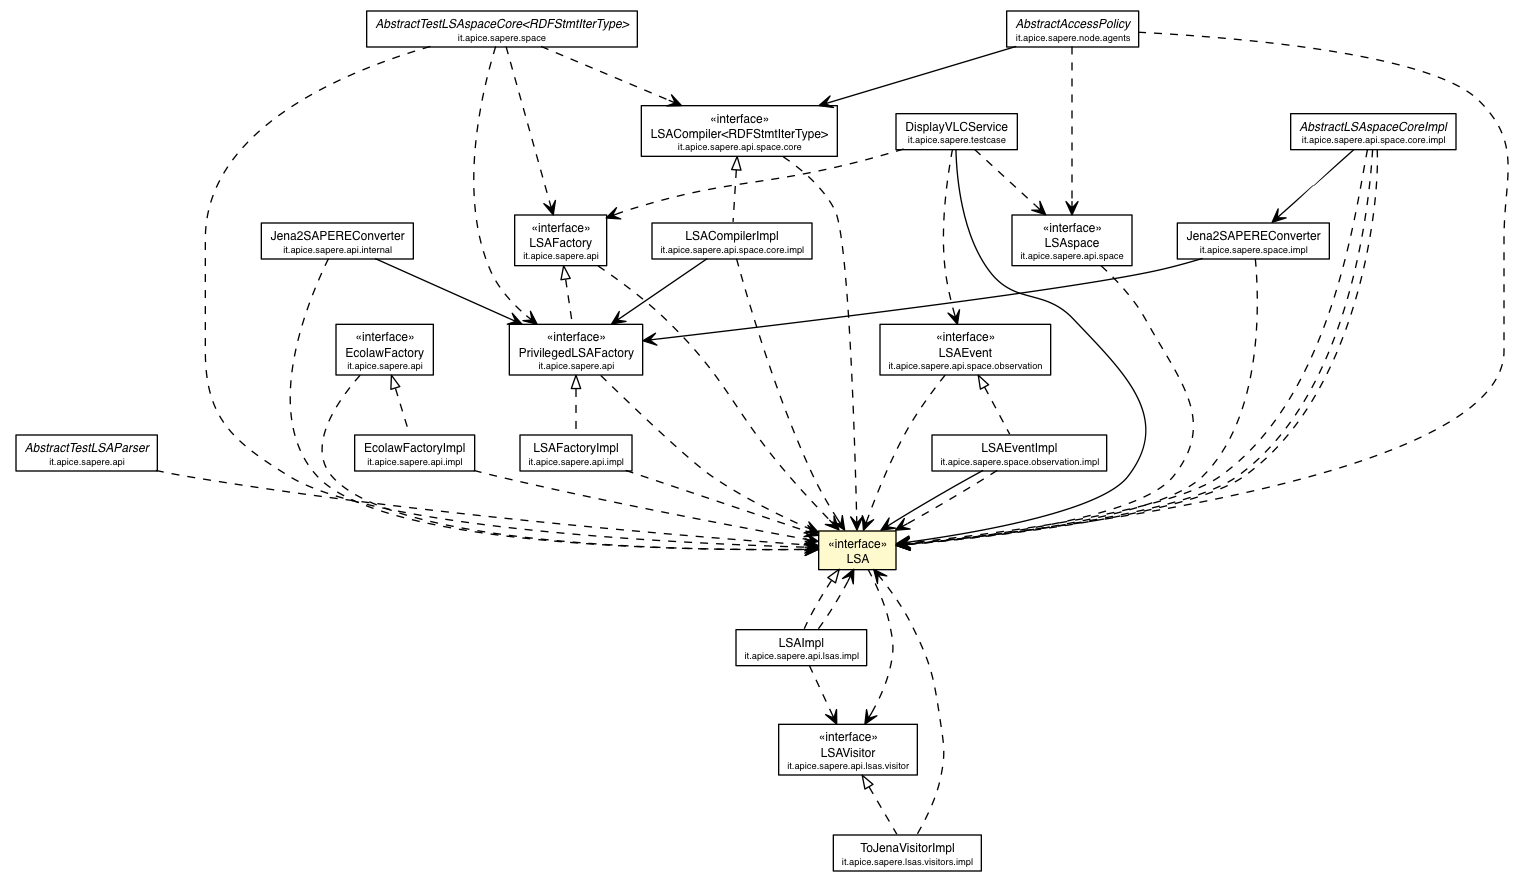 AbstractTestLSAspaceCore<RDFStmtIterType>
it.apice.sapere.space
AbstractAccessPolicy
it.apice.sapere.node.agents
«interface»
LSACompiler<RDFStmtIterType>
it.apice.sapere.api.space.core
DisplayVLCService
it.apice.sapere.testcase
AbstractLSAspaceCoreImpl
it.apice.sapere.api.space.core.impl
Jena2SAPEREConverter
it.apice.sapere.api.internal
«interface»
LSAFactory
it.apice.sapere.api
LSACompilerImpl
it.apice.sapere.api.space.core.impl
«interface»
LSAspace
it.apice.sapere.api.space
Jena2SAPEREConverter
it.apice.sapere.space.impl
«interface»
EcolawFactory
it.apice.sapere.api
«interface»
PrivilegedLSAFactory
it.apice.sapere.api
«interface»
LSAEvent
it.apice.sapere.api.space.observation
AbstractTestLSAParser
it.apice.sapere.api
EcolawFactoryImpl
it.apice.sapere.api.impl
LSAFactoryImpl
it.apice.sapere.api.impl
LSAEventImpl
it.apice.sapere.space.observation.impl
«interface»
LSA
LSAImpl
it.apice.sapere.api.lsas.impl
«interface»
LSAVisitor
it.apice.sapere.api.lsas.visitor
ToJenaVisitorImpl
it.apice.sapere.lsas.visitors.impl